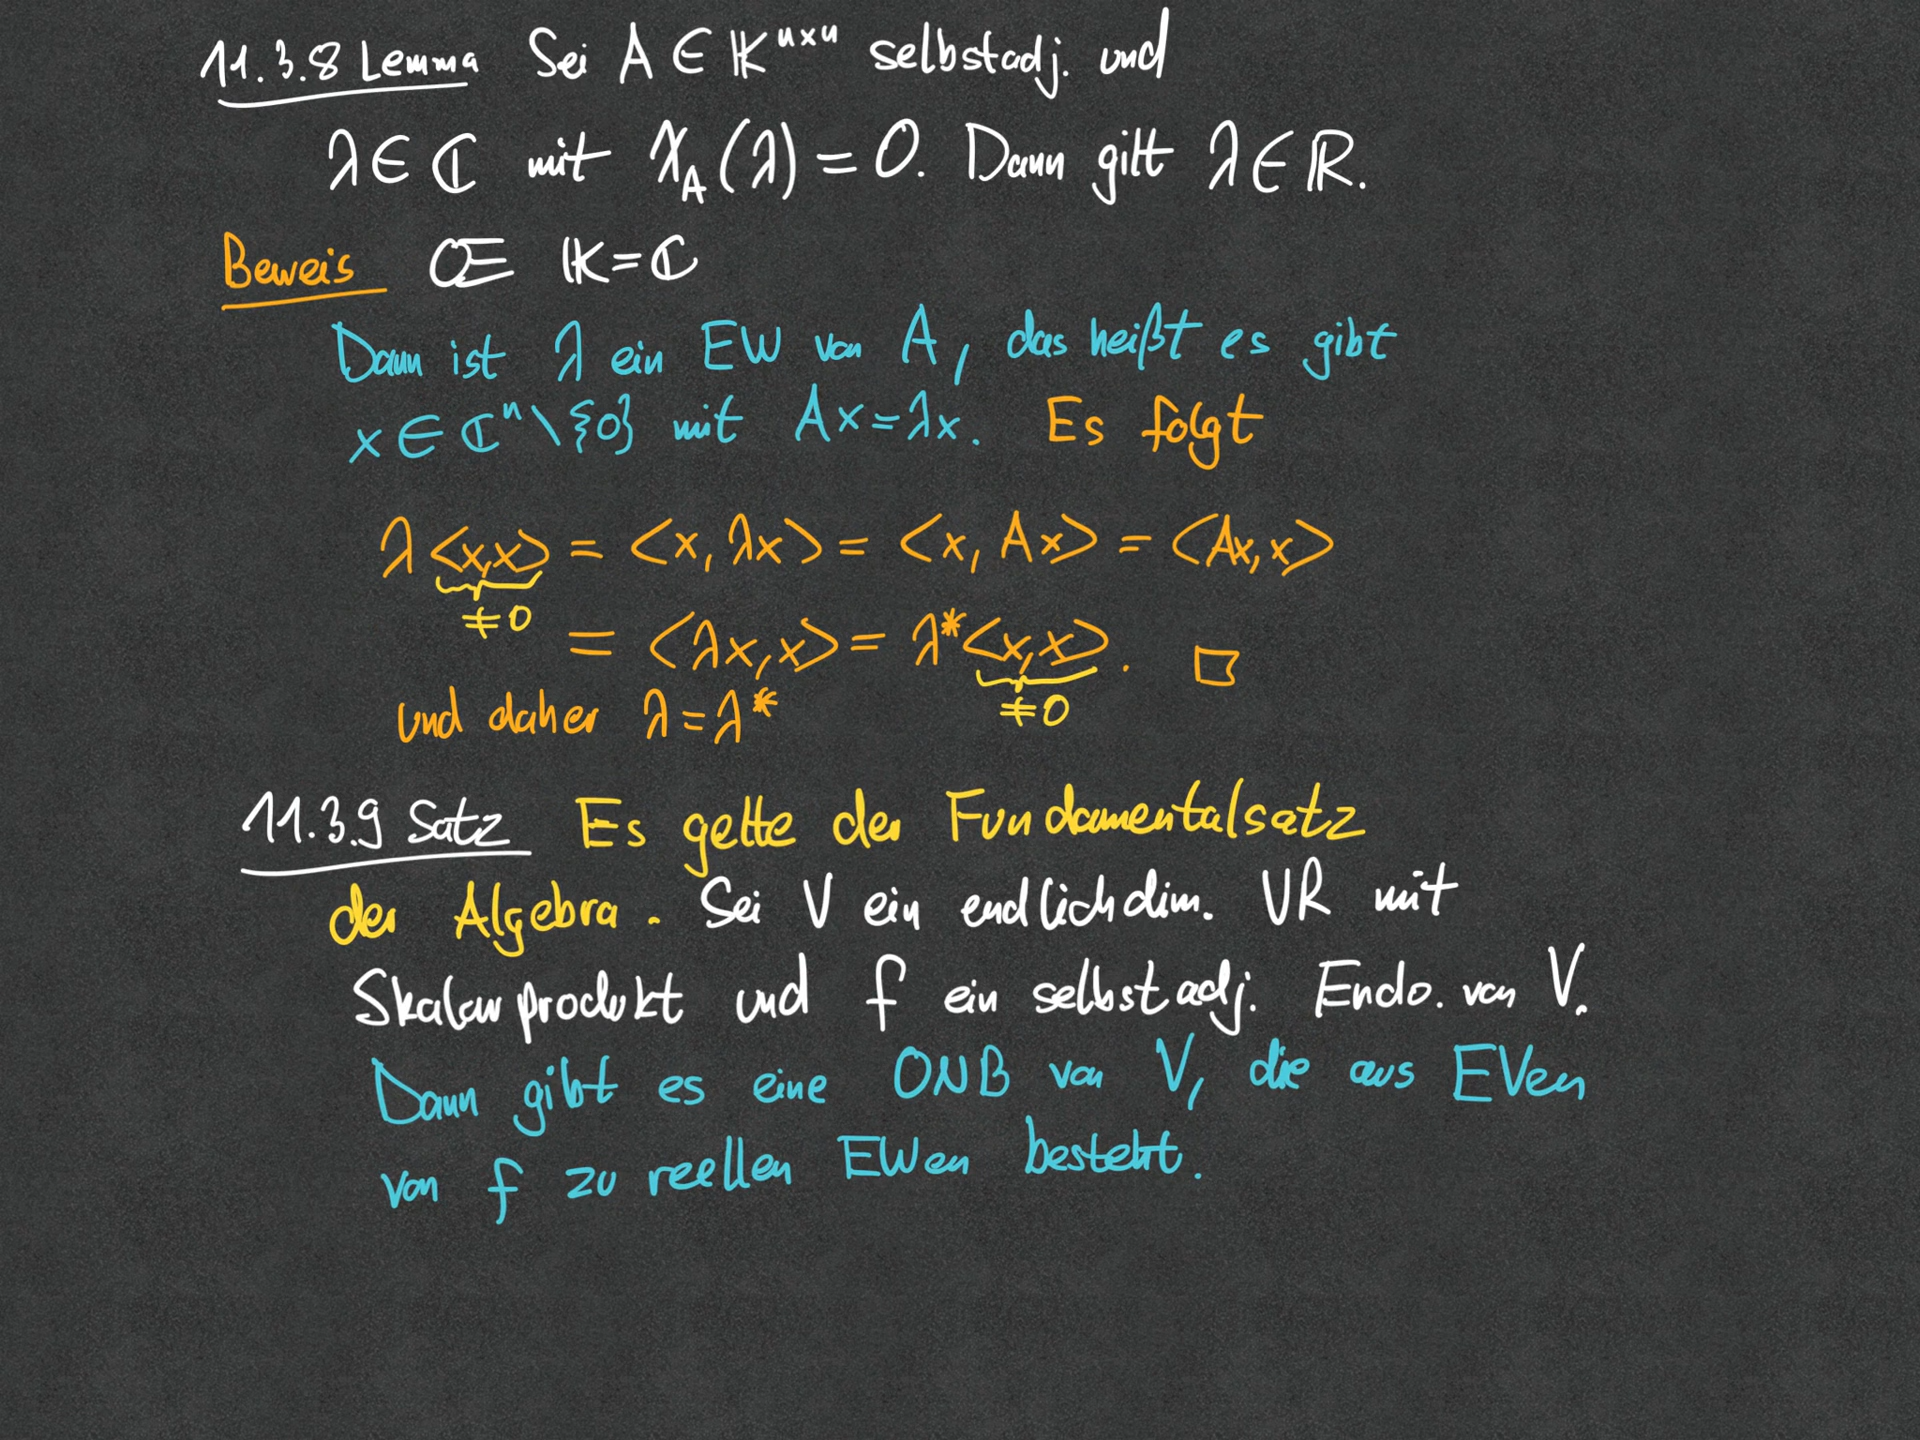 11.3.8 Lemma Sei A ∈ 𝕂ⁿˣⁿ selbstadj. und
λ ∈ ℂ mit χ_A(λ) = 0. Dann gilt λ ∈ ℝ.
Beweis Œ 𝕂 = ℂ
Dann ist λ ein EW von A, das heißt es gibt
x ∈ ℂⁿ \ {0} mit Ax = λx. Es folgt
λ <x,x> = <x, λx> = <x, Ax> = <Ax, x>
≠0
= <λx, x> = λ* <x,x>. □
≠0
und daher λ = λ*
11.3.9 Satz Es gelte der Fundamentalsatz
der Algebra. Sei V ein endlichdim. VR mit
Skalarprodukt und f ein selbstadj. Endo. von V.
Dann gibt es eine ONB von V, die aus EVen
von f zu reellen EWen besteht.